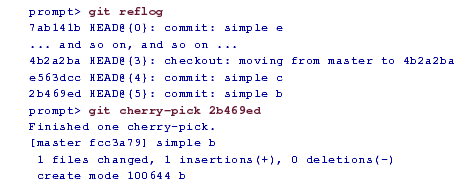 prompt> git reflog
7ab141b HEAD@{0}: commit: simple e
... and so on, and so on ...
4b2a2ba HEAD@{3}: checkout: moving from master to 4b2a2ba
e563dcc HEAD@{4}: commit: simple c
2b469ed HEAD@{5}: commit: simple b
prompt> git cherry-pick 2b469ed
Finished one cherry-pick.
[master fcc3a79] simple b
1 files changed, 1 insertions(+), 0 deletions(-)
create mode 100644 b